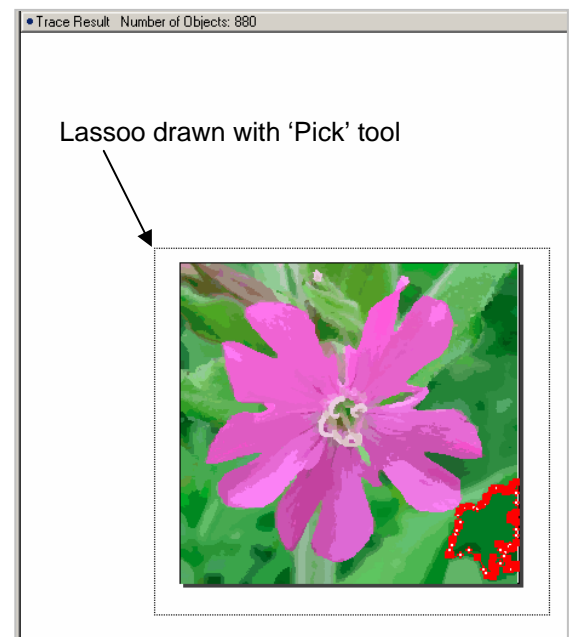 Trace Result Number of Objects: 880
Lassoo drawn with ‘Pick’ tool